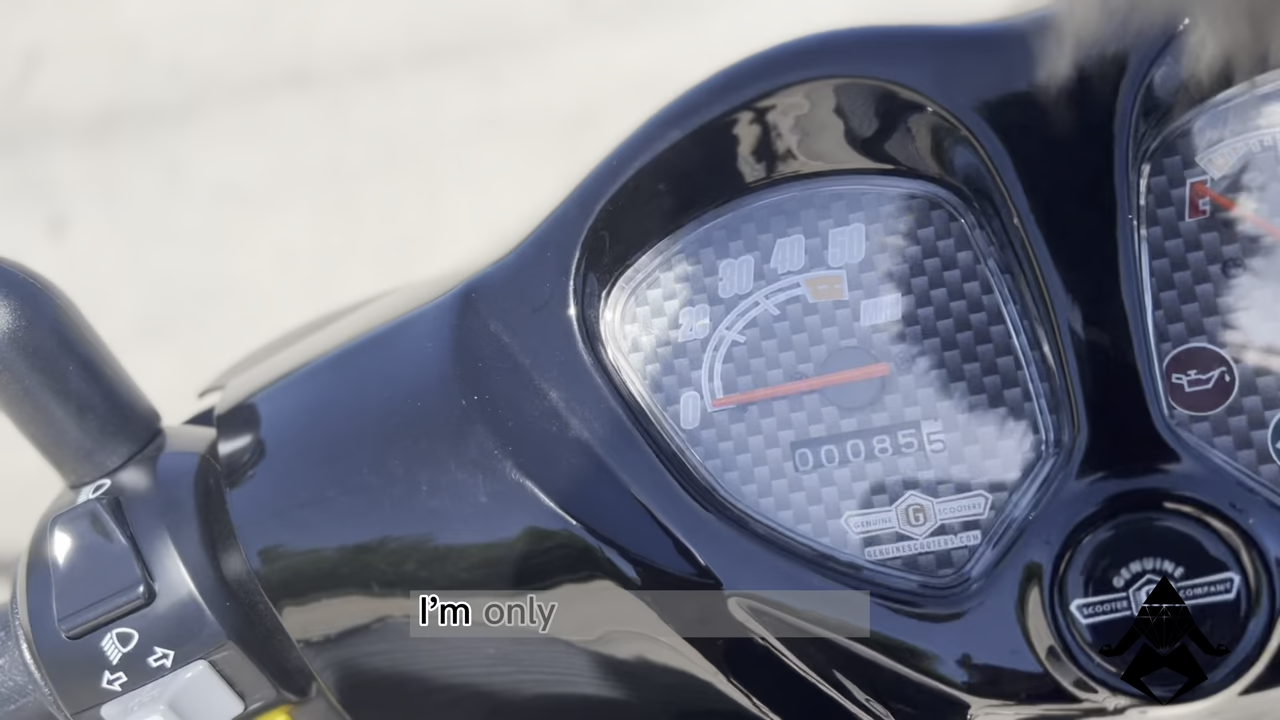 50
40
30
20
0
E
000855
GENUINE G SCOOTERS
GENUINESCOOTERS.COM
GENUINE
SCOOTER G COMPANY
I'm only